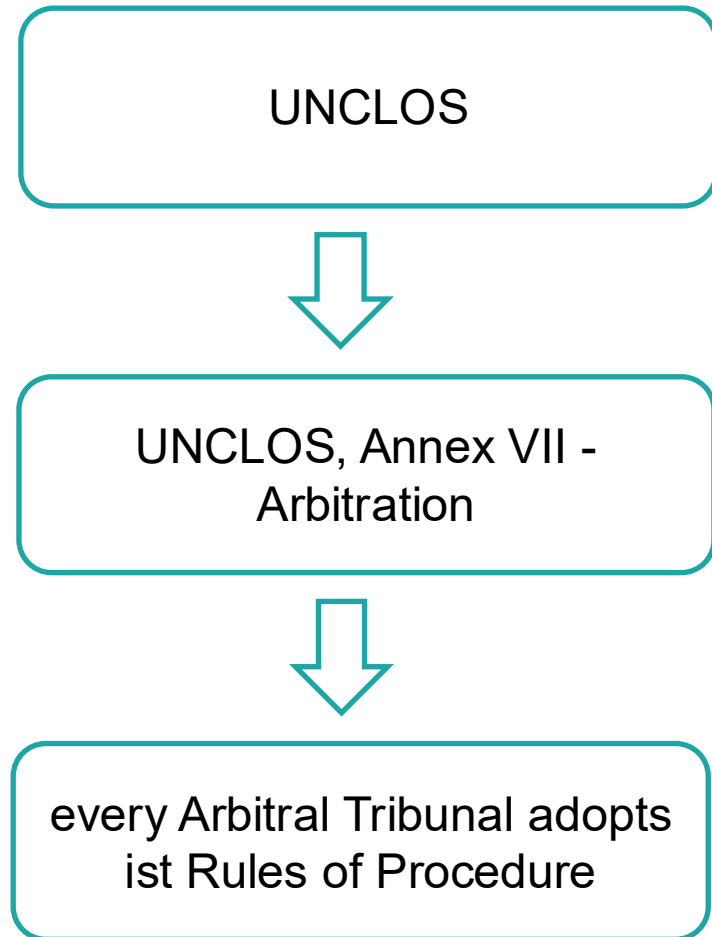 UNCLOS
UNCLOS, Annex VII -
Arbitration
every Arbitral Tribunal adopts
ist Rules of Procedure